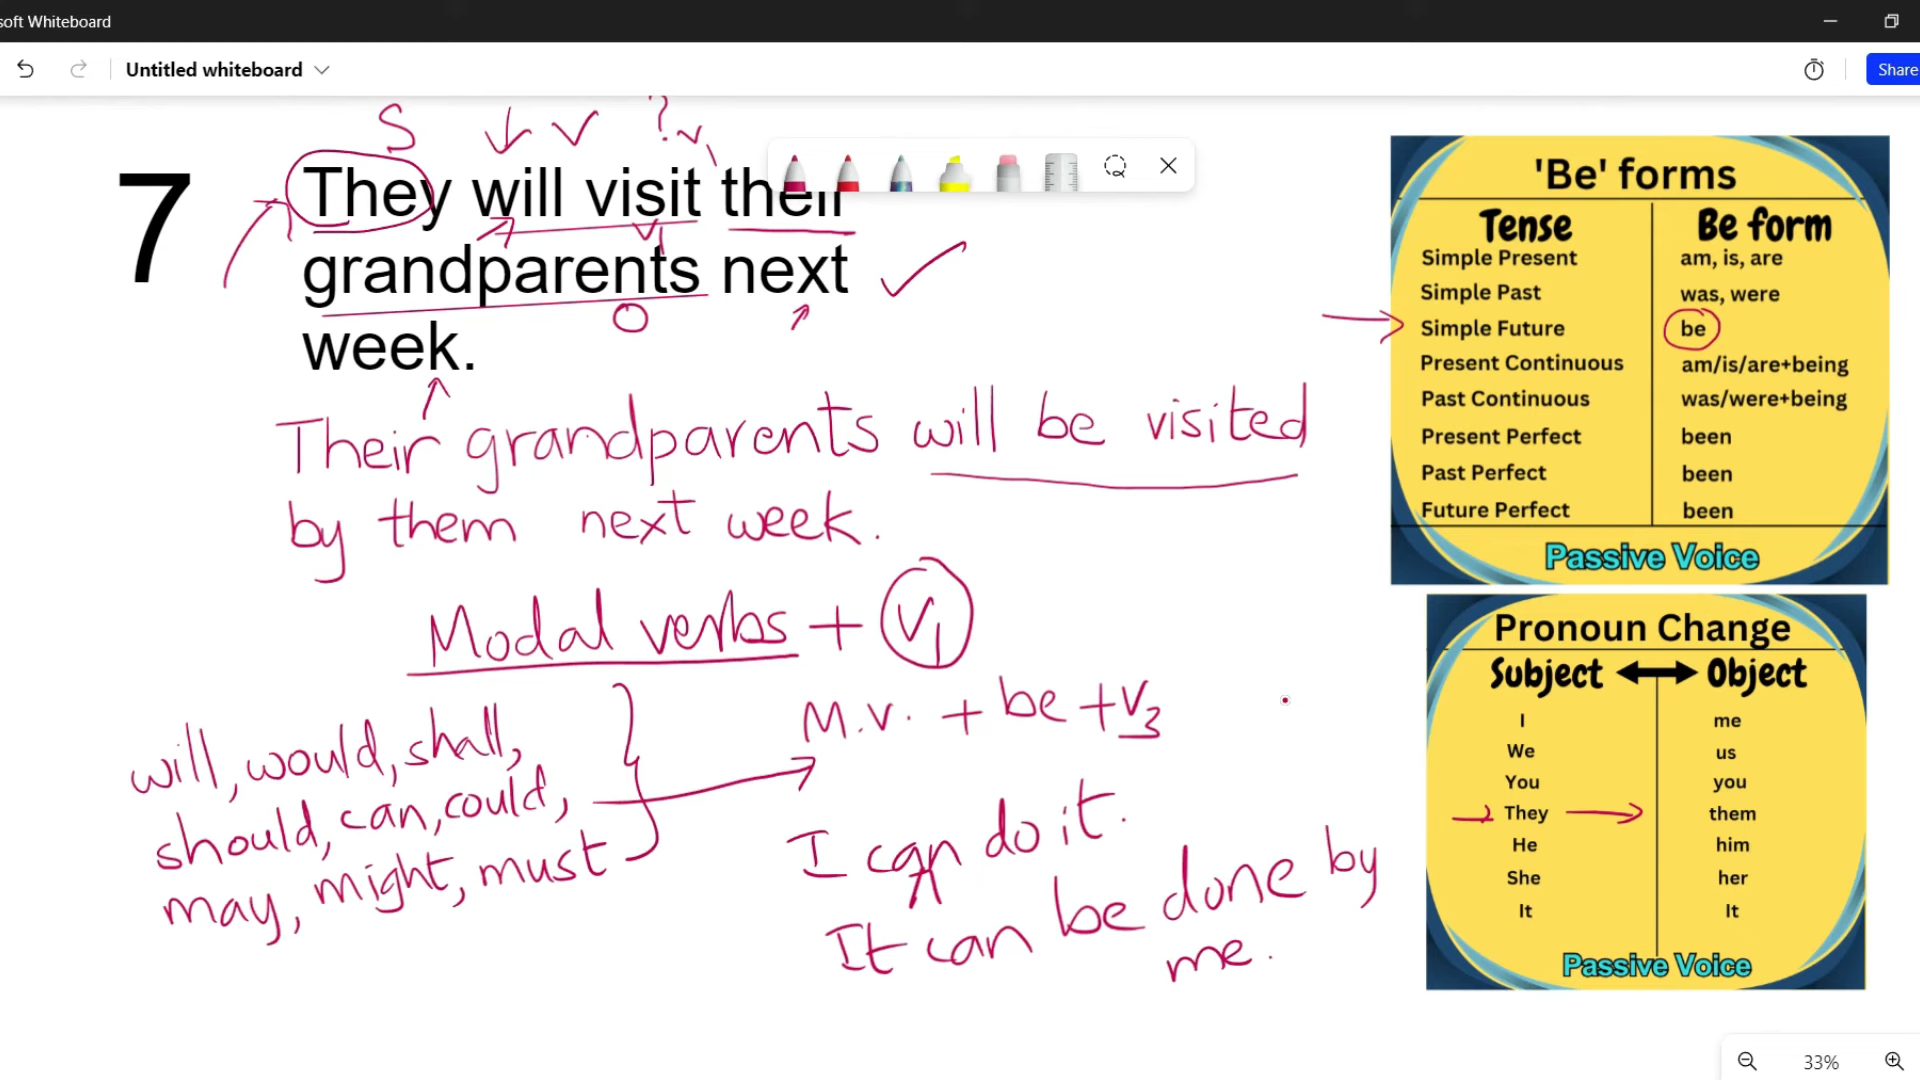 soft Whiteboard
Untitled whiteboard
Share
S ↓ V ?
V1
7
They will visit their
grandparents next
week.
V1
O
Their grandparents will be visited
by them next week.
Modal verbs + V1
will, would, shall,
should, can, could,
may, might, must
M.V. + be + V3
I can do it.
It can be done by
me.
'Be' forms
Tense Be form
Simple Present am, is, are
Simple Past was, were
Simple Future be
Present Continuous am/is/are+being
Past Continuous was/were+being
Present Perfect been
Past Perfect been
Future Perfect been
Passive Voice
Pronoun Change
Subject Object
I me
We us
You you
They them
He him
She her
It It
Passive Voice
33%